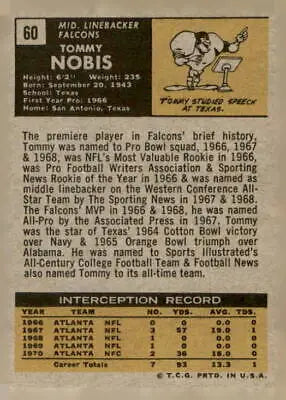 60
MID. LINEBACKER
FALCONS
TOMMY
NOBIS
Height: 6'2" Weight: 235
Born: September 20, 1943
School: Texas
First Year Pro: 1966
Home: San Antonio, Texas
TOMMY STUDIED SPEECH
AT TEXAS.
The premiere player in Falcons' brief history,
Tommy was named to Pro Bowl squad, 1966, 1967
& 1968, was NFL's Most Valuable Rookie in 1966,
was Pro Football Writers Association & Sporting
News Rookie of the Year in 1966 & was named as
middle linebacker on the Western Conference All-
Star Team by The Sporting News in 1967 & 1968.
The Falcons' MVP in 1966 & 1968, he was named
All-Pro by the Associated Press in 1967. Tommy
was the star of Texas' 1964 Cotton Bowl victory
over Navy & 1965 Orange Bowl triumph over
Alabama. He was named to Sports Illustrated's
All-Century College Football Team & Football News
also named Tommy to its all-time team.
INTERCEPTION RECORD
YEAR TEAM NO. YDS. AVG. TDS.
1966 ATLANTA NFL 0 0 .0 0
1967 ATLANTA NFL 3 57 19.0 1
1968 ATLANTA NFL 1 0 .0 0
1969 ATLANTA NFL 1 0 .0 0
1970 ATLANTA NFC 2 36 18.0 0
Career Totals 7 93 13.3 1
© T.C.G. PRTD. IN U.S.A.